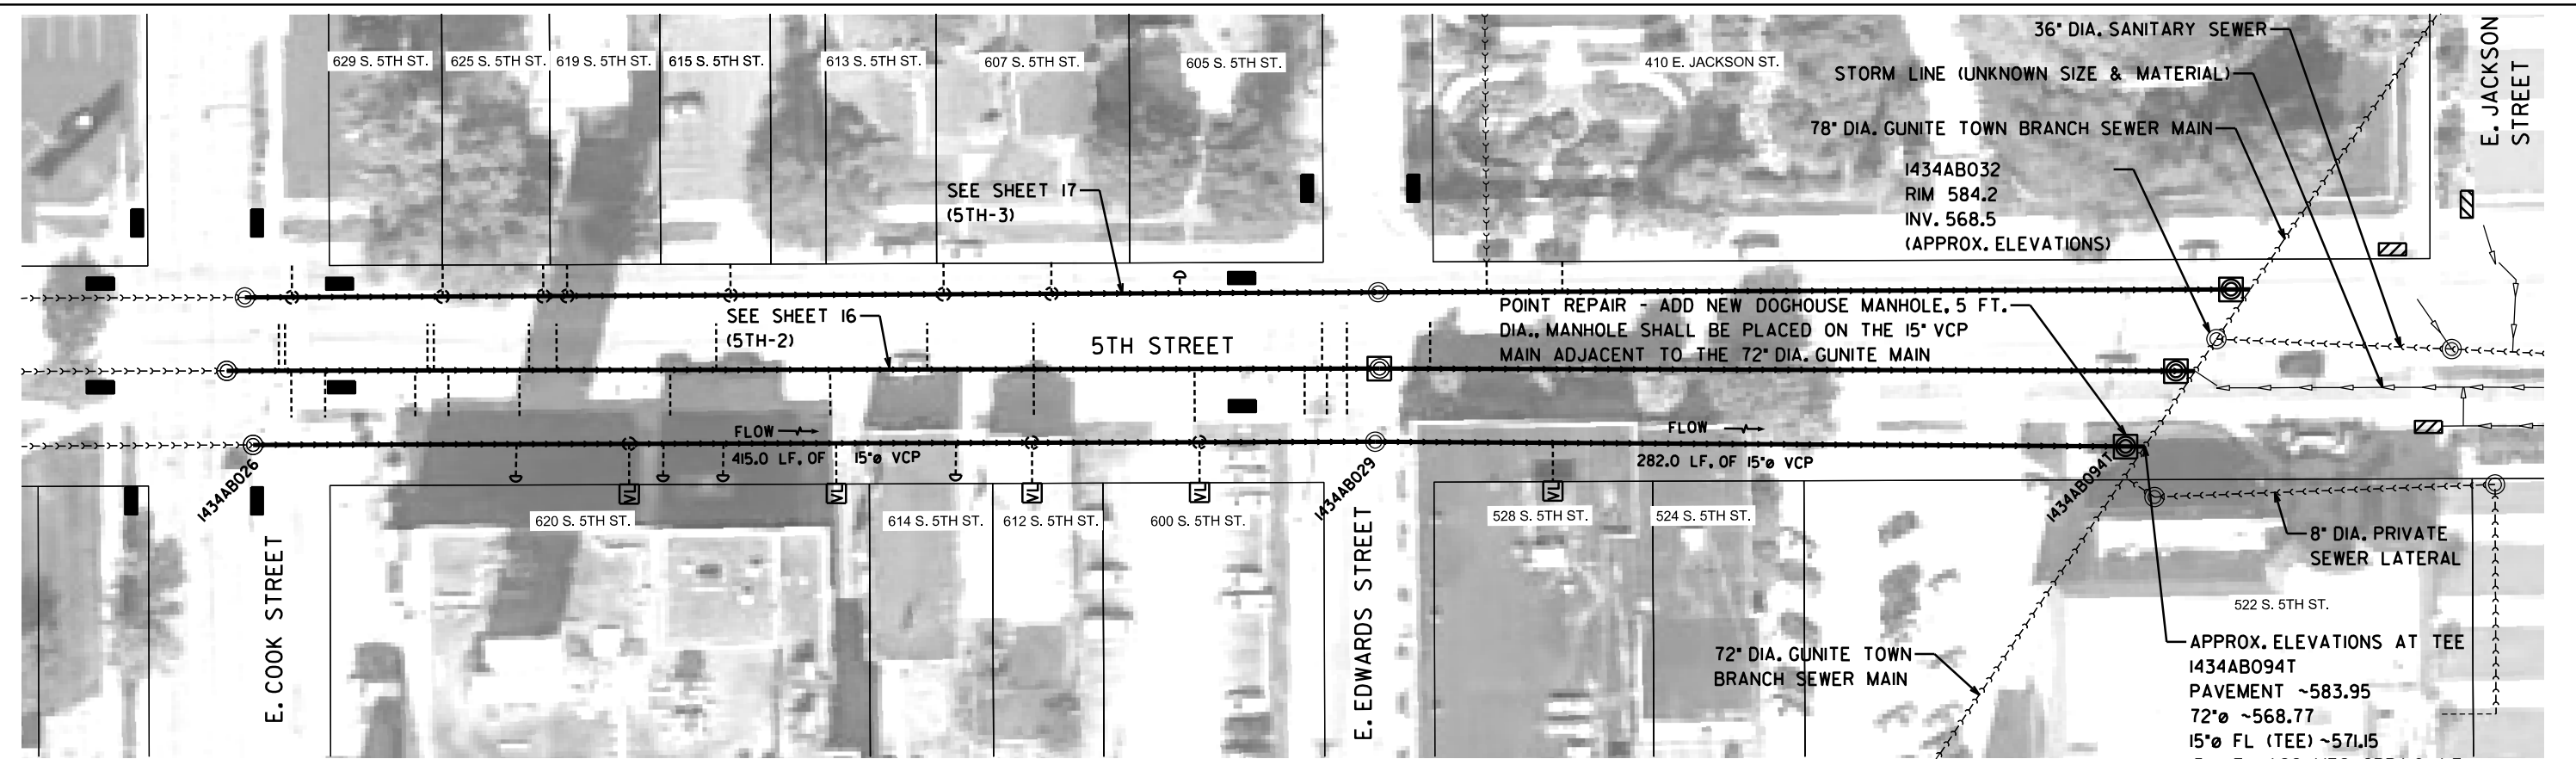 629 S. 5TH ST.
625 S. 5TH ST.
619 S. 5TH ST.
615 S. 5TH ST.
613 S. 5TH ST.
607 S. 5TH ST.
605 S. 5TH ST.
410 E. JACKSON ST.
36" DIA. SANITARY SEWER
STORM LINE (UNKNOWN SIZE & MATERIAL)
78" DIA. GUNITE TOWN BRANCH SEWER MAIN
1434AB032
RIM 584.2
INV. 568.5
(APPROX. ELEVATIONS)
E. JACKSON
STREET
SEE SHEET 17
(5TH-3)
SEE SHEET 16
(5TH-2)
5TH STREET
POINT REPAIR - ADD NEW DOGHOUSE MANHOLE, 5 FT.
DIA., MANHOLE SHALL BE PLACED ON THE 15" VCP
MAIN ADJACENT TO THE 72" DIA. GUNITE MAIN
FLOW
415.0 LF. OF 15"ø VCP
FLOW
282.0 LF. OF 15"ø VCP
1434AB026
1434AB029
1434AB094T
VL
VL
VL
VL
VL
620 S. 5TH ST.
614 S. 5TH ST.
612 S. 5TH ST.
600 S. 5TH ST.
528 S. 5TH ST.
524 S. 5TH ST.
522 S. 5TH ST.
E. COOK STREET
E. EDWARDS STREET
8" DIA. PRIVATE
SEWER LATERAL
72" DIA. GUNITE TOWN
BRANCH SEWER MAIN
APPROX. ELEVATIONS AT TEE
1434AB094T
PAVEMENT ~583.95
72"ø ~568.77
15"ø FL (TEE) ~571.15